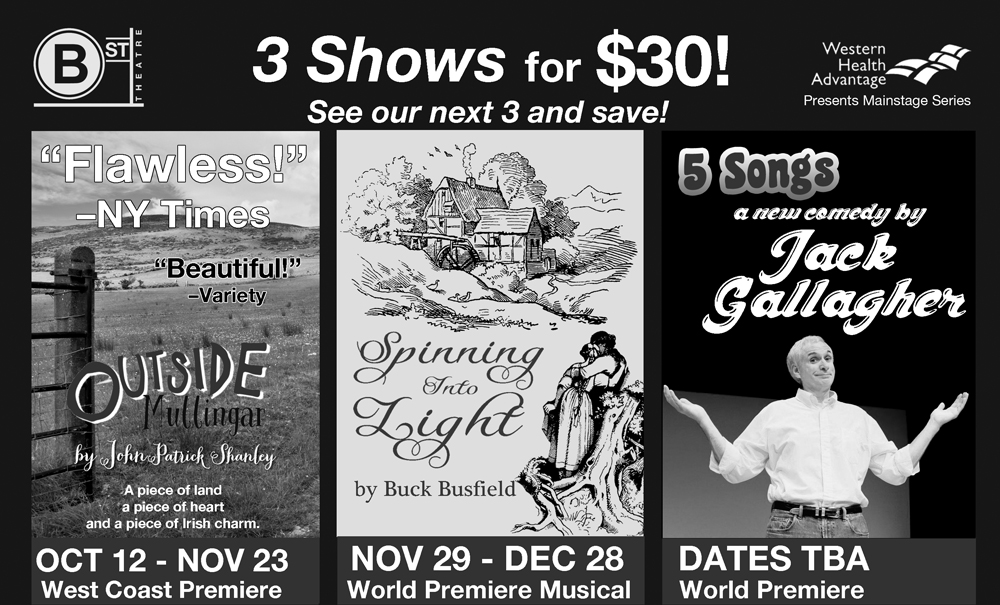 B
ST
THEATRE
3 Shows for $30!
See our next 3 and save!
Western
Health
Advantage
Presents Mainstage Series
“Flawless!”
–NY Times
“Beautiful!”
–Variety
OUTSIDE
Mullingar
by John Patrick Shanley
A piece of land
a piece of heart
and a piece of Irish charm.
OCT 12 - NOV 23
West Coast Premiere
Spinning
Into
Light
by Buck Busfield
NOV 29 - DEC 28
World Premiere Musical
5 Songs
a new comedy by
Jack
Gallagher
DATES TBA
World Premiere